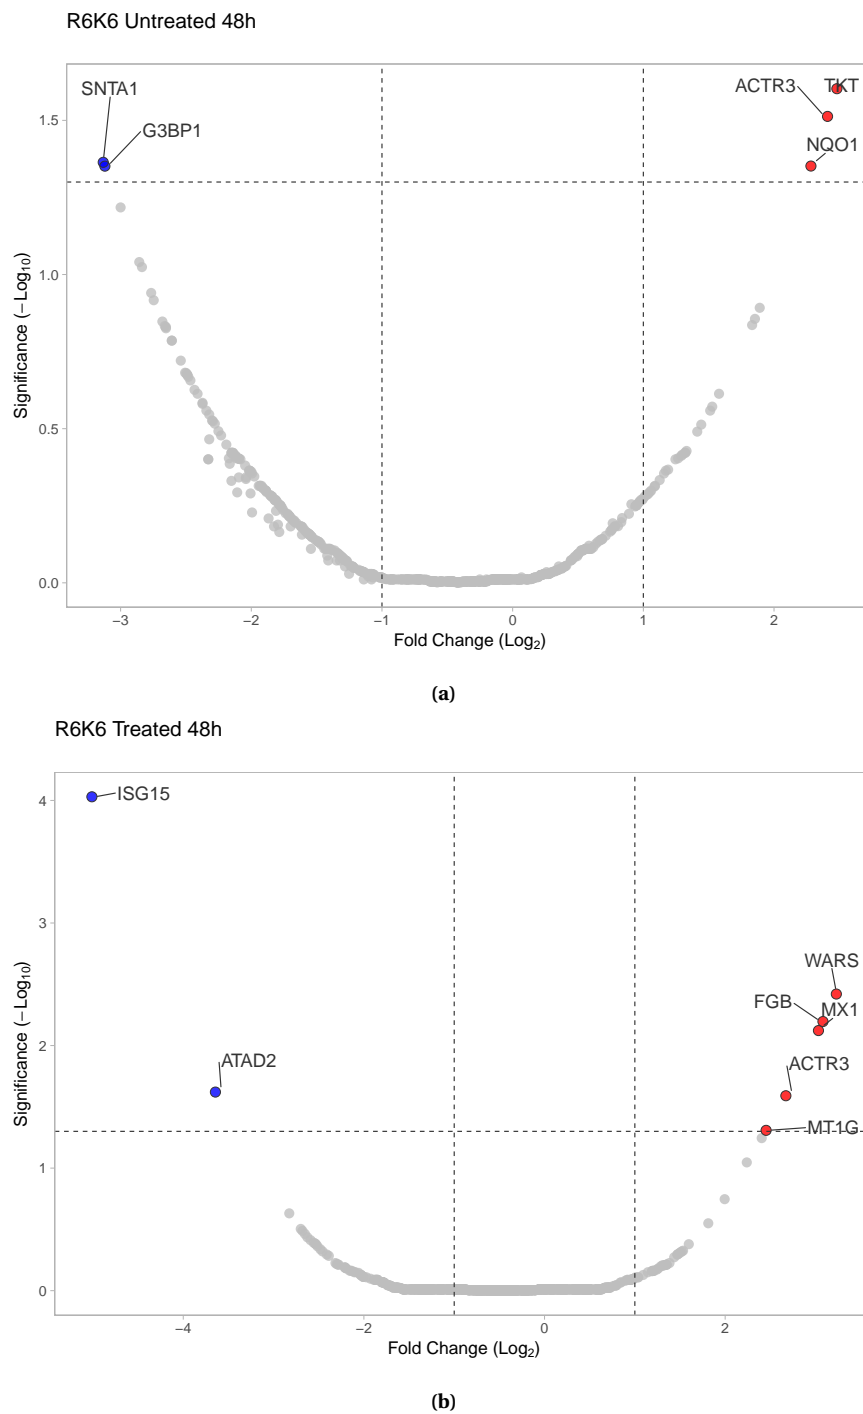 R6K6 Untreated 48h
SNTA1
ACTR3 TKT
G3BP1
NQO1
1.5
1.0
0.5
0.0
Significance (−Log10)
−3 −2 −1 0 1 2
Fold Change (Log2)
(a)
R6K6 Treated 48h
ISG15
WARS
FGB
MX1
ATAD2
ACTR3
MT1G
4
3
2
1
0
Significance (−Log10)
−4 −2 0 2
Fold Change (Log2)
(b)